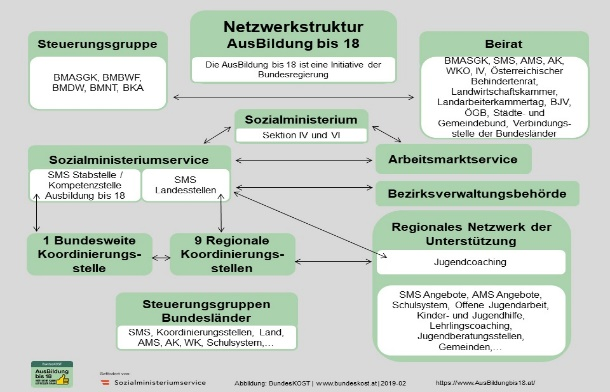 Netzwerkstruktur
AusBildung bis 18
Die AusBildung bis 18 ist eine Initiative der
Bundesregierung
Steuerungsgruppe
BMASGK, BMBWF,
BMDW, BMNT, BKA
Beirat
BMASGK, SMS, AMS, AK,
WKO, IV, Österreichischer
Behindertenrat,
Landwirtschaftskammer,
Landarbeiterkammertag, BJV,
ÖGB, Städte- und
Gemeindebund, Verbindungs-
stelle der Bundesländer
Sozialministerium
Sektion IV und VI
Sozialministeriumservice
SMS Stabstelle /
Kompetenzstelle
Ausbildung bis 18
SMS
Landesstellen
Arbeitsmarktservice
Bezirksverwaltungsbehörde
1 Bundesweite
Koordinierungs-
stelle
9 Regionale
Koordinierungs-
stellen
Regionales Netzwerk der
Unterstützung
Jugendcoaching
SMS Angebote, AMS Angebote,
Schulsystem, Offene Jugendarbeit,
Kinder- und Jugendhilfe,
Lehrlingscoaching,
Jugendberatungsstellen,
Gemeinden,...
Steuerungsgruppen
Bundesländer
SMS, Koordinierungsstellen, Land,
AMS, AK, WK, Schulsystem,...
AusBildung
bis 18
Gefördert von:
Sozialministeriumservice
Abbildung: BundesKOST | www.bundeskost.at|2019-02
https://www.AusBildungbis18.at/